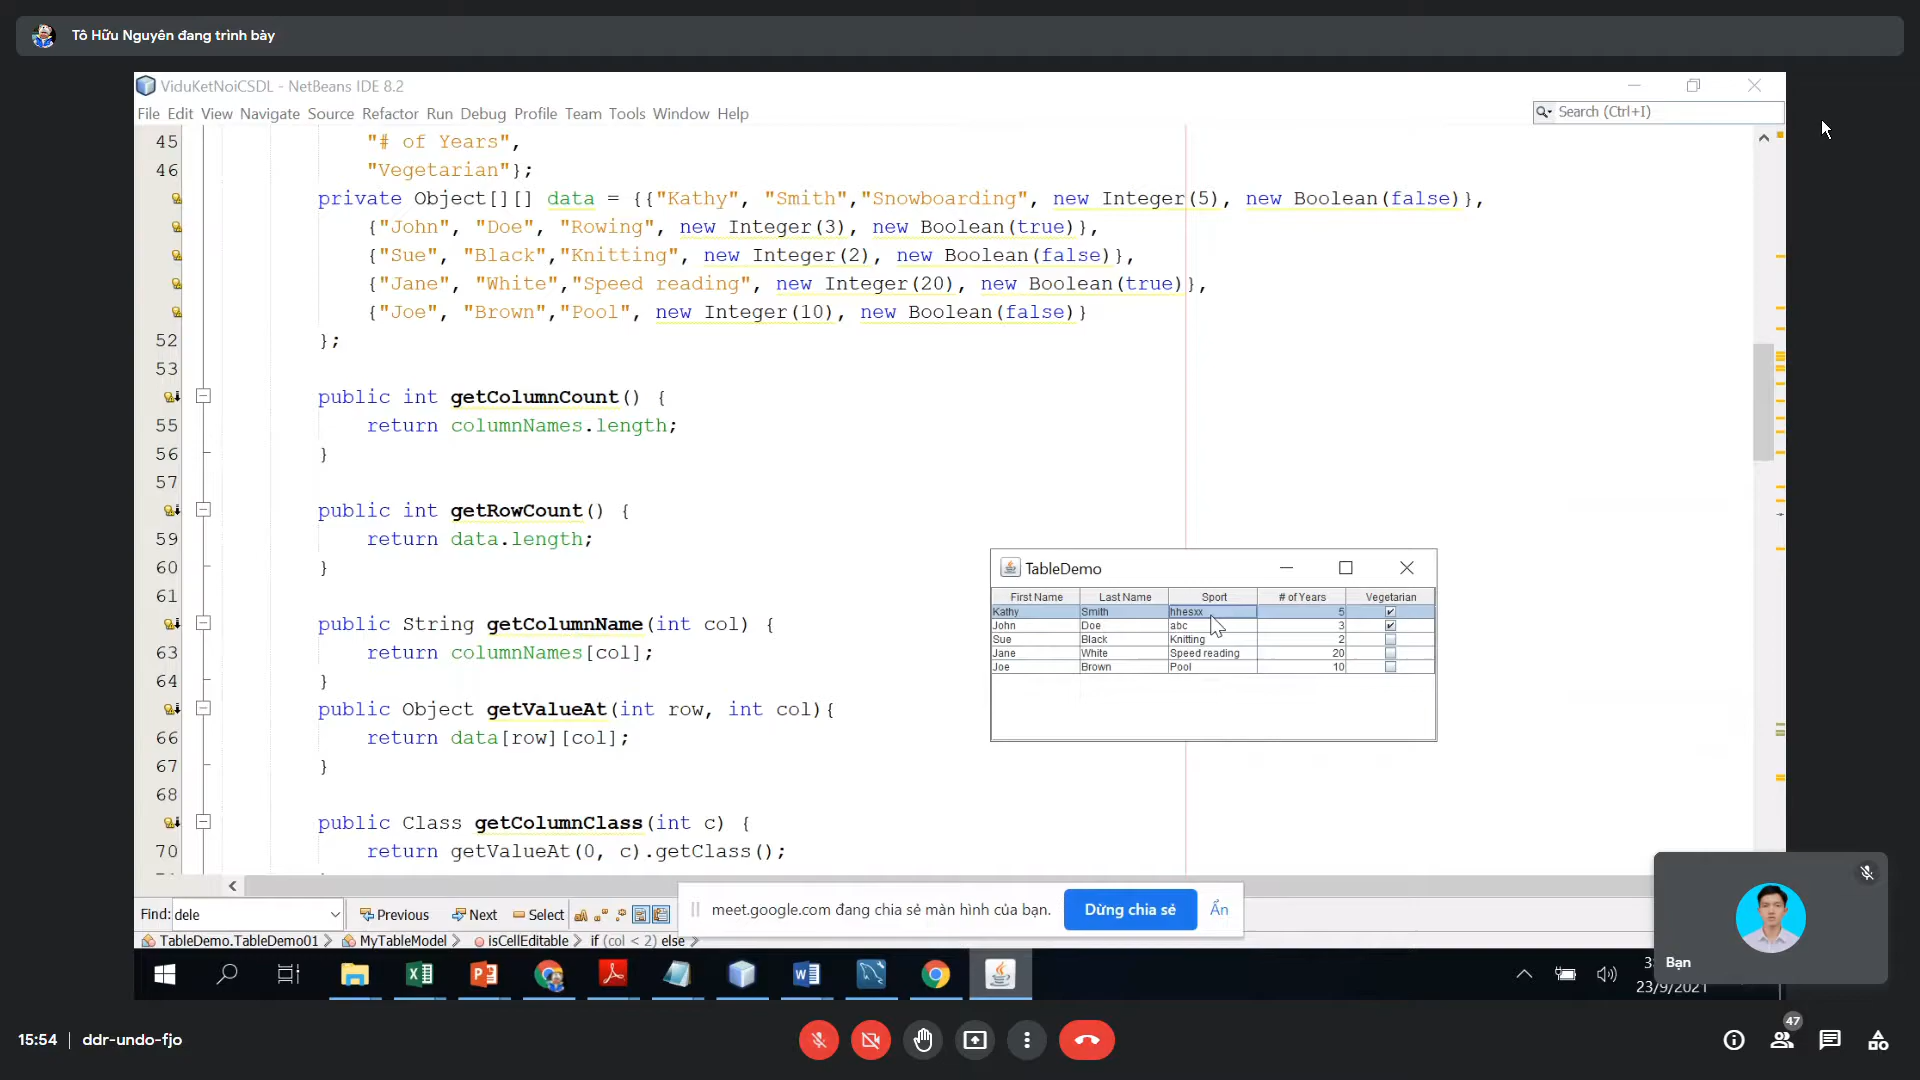 Tô Hữu Nguyên đang trình bày
ViduKetNoiCSDL - NetBeans IDE 8.2
File Edit View Navigate Source Refactor Run Debug Profile Team Tools Window Help
Search (Ctrl+I)
45 "# of Years",
46 "Vegetarian"};
private Object[][] data = {{"Kathy", "Smith","Snowboarding", new Integer(5), new Boolean(false)},
{"John", "Doe", "Rowing", new Integer(3), new Boolean(true)},
{"Sue", "Black","Knitting", new Integer(2), new Boolean(false)},
{"Jane", "White","Speed reading", new Integer(20), new Boolean(true)},
{"Joe", "Brown","Pool", new Integer(10), new Boolean(false)}
52 };
53
public int getColumnCount() {
55 return columnNames.length;
56 }
57
public int getRowCount() {
59 return data.length;
60 }
61
public String getColumnName(int col) {
63 return columnNames[col];
64 }
public Object getValueAt(int row, int col){
66 return data[row][col];
67 }
68
public Class getColumnClass(int c) {
70 return getValueAt(0, c).getClass();
TableDemo
First Name Last Name Sport # of Years Vegetarian
Kathy Smith hhesxx 5
John Doe abc 3
Sue Black Knitting 2
Jane White Speed reading 20
Joe Brown Pool 10
Find: dele Previous Next Select
meet.google.com đang chia sẻ màn hình của bạn. Dừng chia sẻ Ẩn
TableDemo.TableDemo01 MyTableModel isCellEditable if (col < 2) else
23/9/2021
Bạn
15:54 ddr-undo-fjo
47